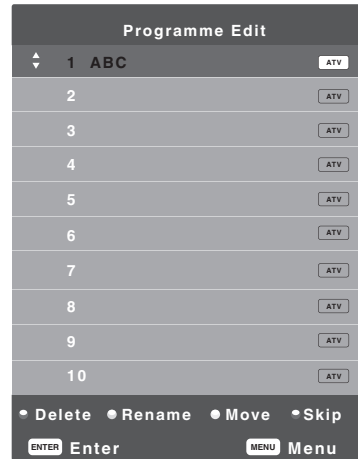 Programme Edit
1 ABC ATV
2 ATV
3 ATV
4 ATV
5 ATV
6 ATV
7 ATV
8 ATV
9 ATV
10 ATV
Delete Rename Move Skip
ENTER Enter MENU Menu